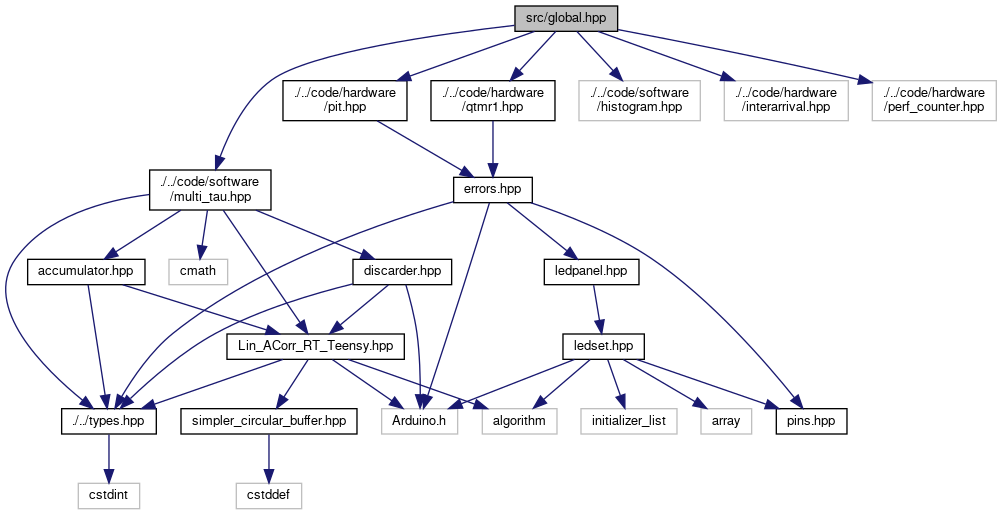 src/global.hpp
./../code/hardware
/pit.hpp
./../code/hardware
/qtmr1.hpp
./../code/software
/histogram.hpp
./../code/hardware
/interarrival.hpp
./../code/hardware
/perf_counter.hpp
./../code/software
/multi_tau.hpp
errors.hpp
accumulator.hpp
cmath
discarder.hpp
ledpanel.hpp
Lin_ACorr_RT_Teensy.hpp
ledset.hpp
./../types.hpp
simpler_circular_buffer.hpp
Arduino.h
algorithm
initializer_list
array
pins.hpp
cstdint
cstddef